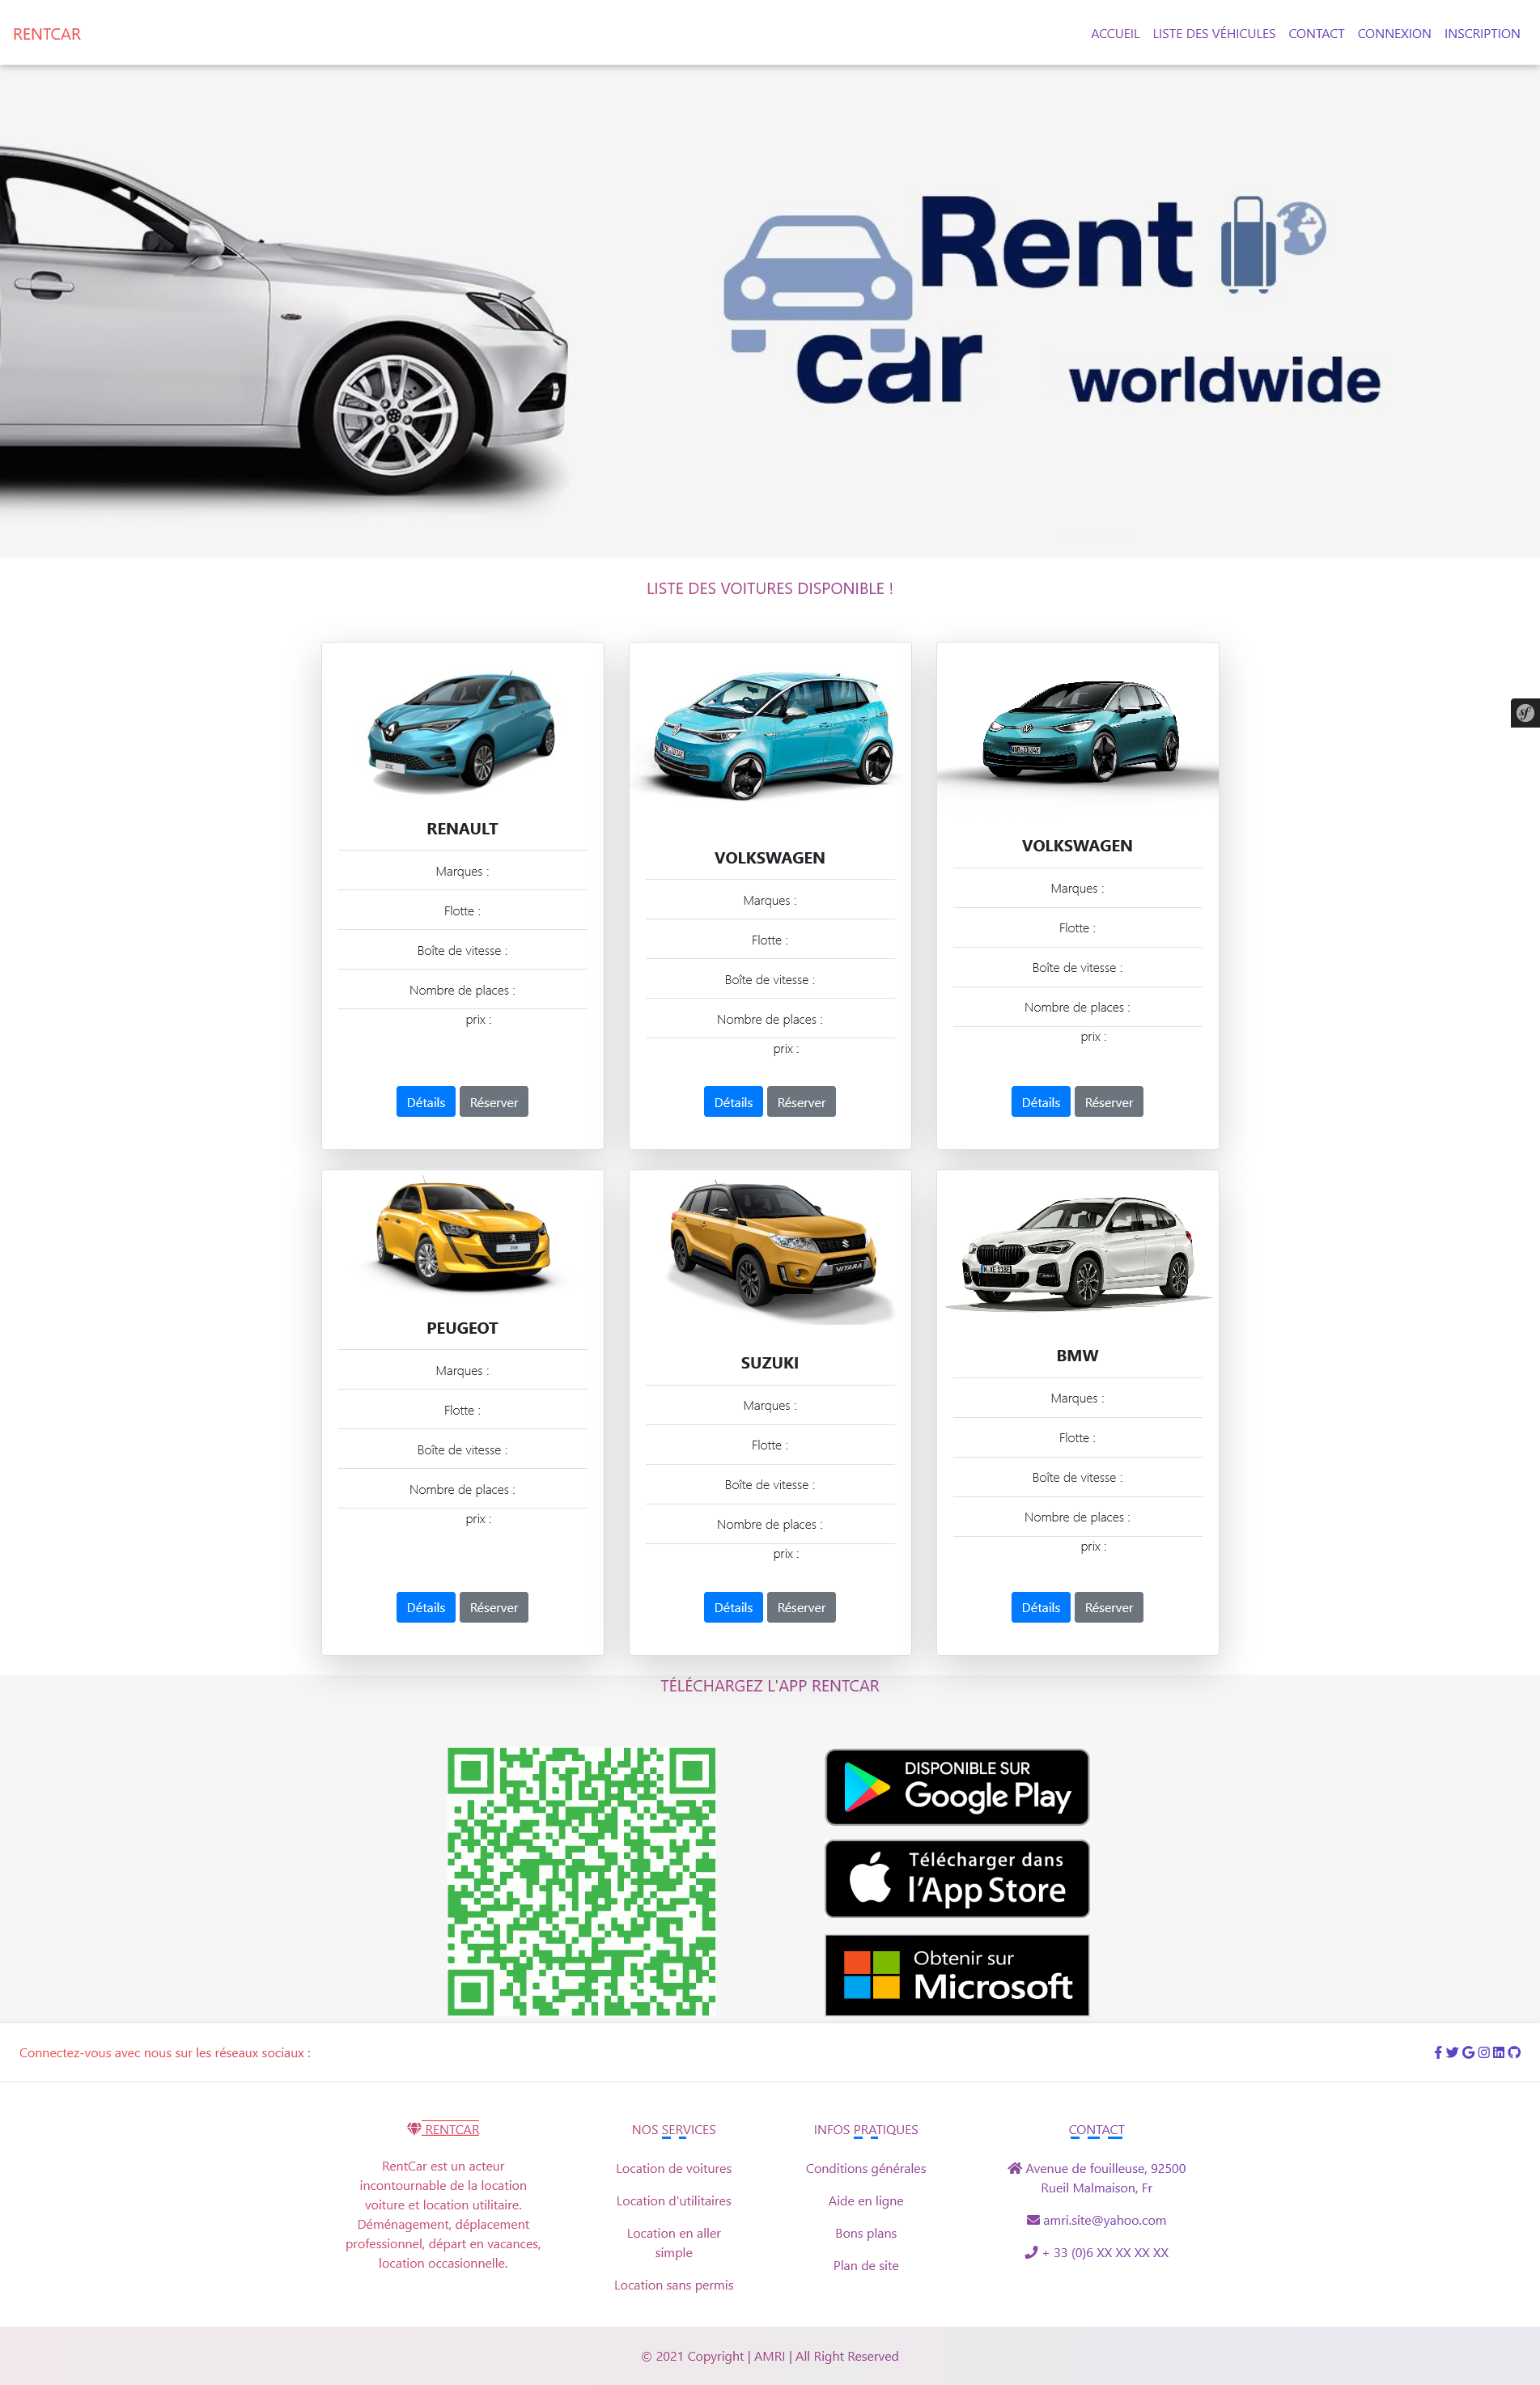 RENTCAR
ACCUEIL LISTE DES VÉHICULES CONTACT CONNEXION INSCRIPTION
Rent
car
worldwide
LISTE DES VOITURES DISPONIBLE !
RENAULT
Marques :
Flotte :
Boîte de vitesse :
Nombre de places :
prix :
Détails Réserver
VOLKSWAGEN
Marques :
Flotte :
Boîte de vitesse :
Nombre de places :
prix :
Détails Réserver
VOLKSWAGEN
Marques :
Flotte :
Boîte de vitesse :
Nombre de places :
prix :
Détails Réserver
PEUGEOT
Marques :
Flotte :
Boîte de vitesse :
Nombre de places :
prix :
Détails Réserver
VITARA
SUZUKI
Marques :
Flotte :
Boîte de vitesse :
Nombre de places :
prix :
Détails Réserver
BMW
Marques :
Flotte :
Boîte de vitesse :
Nombre de places :
prix :
Détails Réserver
TÉLÉCHARGEZ L'APP RENTCAR
DISPONIBLE SUR
Google Play
Télécharger dans
l'App Store
Obtenir sur
Microsoft
Connectez-vous avec nous sur les réseaux sociaux :
RENTCAR
RentCar est un acteur
incontournable de la location
voiture et location utilitaire.
Déménagement, déplacement
professionnel, départ en vacances,
location occasionnelle.
NOS SERVICES
Location de voitures
Location d'utilitaires
Location en aller
simple
Location sans permis
INFOS PRATIQUES
Conditions générales
Aide en ligne
Bons plans
Plan de site
CONTACT
Avenue de fouilleuse, 92500
Rueil Malmaison, Fr
amri.site@yahoo.com
+ 33 (0)6 XX XX XX XX
© 2021 Copyright | AMRI | All Right Reserved